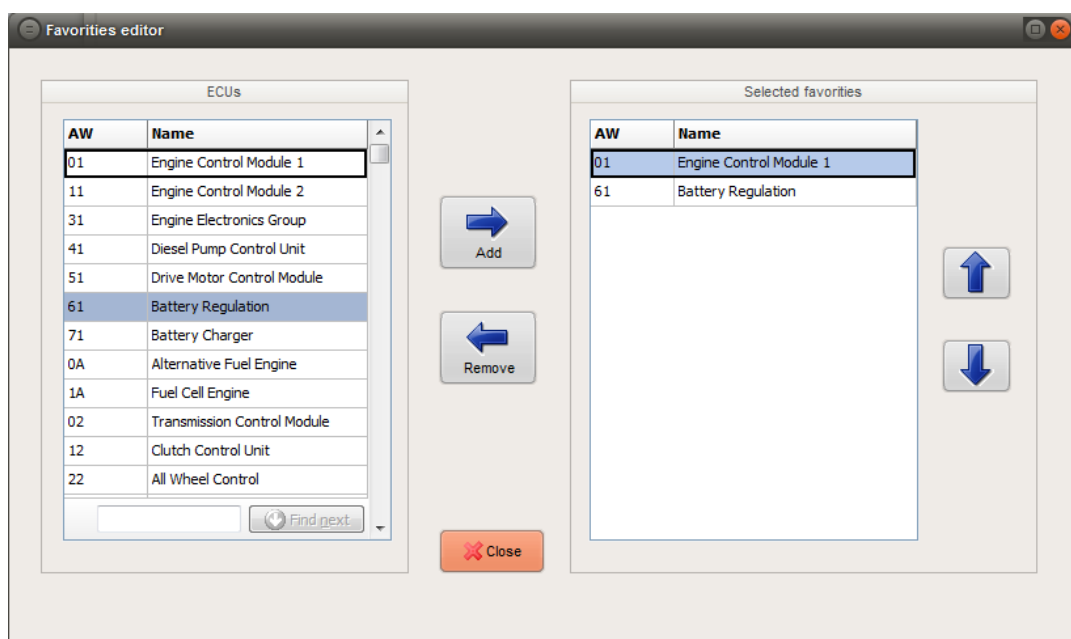 Favorities editor
ECUs
AW Name
01 Engine Control Module 1
11 Engine Control Module 2
31 Engine Electronics Group
41 Diesel Pump Control Unit
51 Drive Motor Control Module
61 Battery Regulation
71 Battery Charger
0A Alternative Fuel Engine
1A Fuel Cell Engine
02 Transmission Control Module
12 Clutch Control Unit
22 All Wheel Control
Find next
Add
Remove
Close
Selected favorities
AW Name
01 Engine Control Module 1
61 Battery Regulation